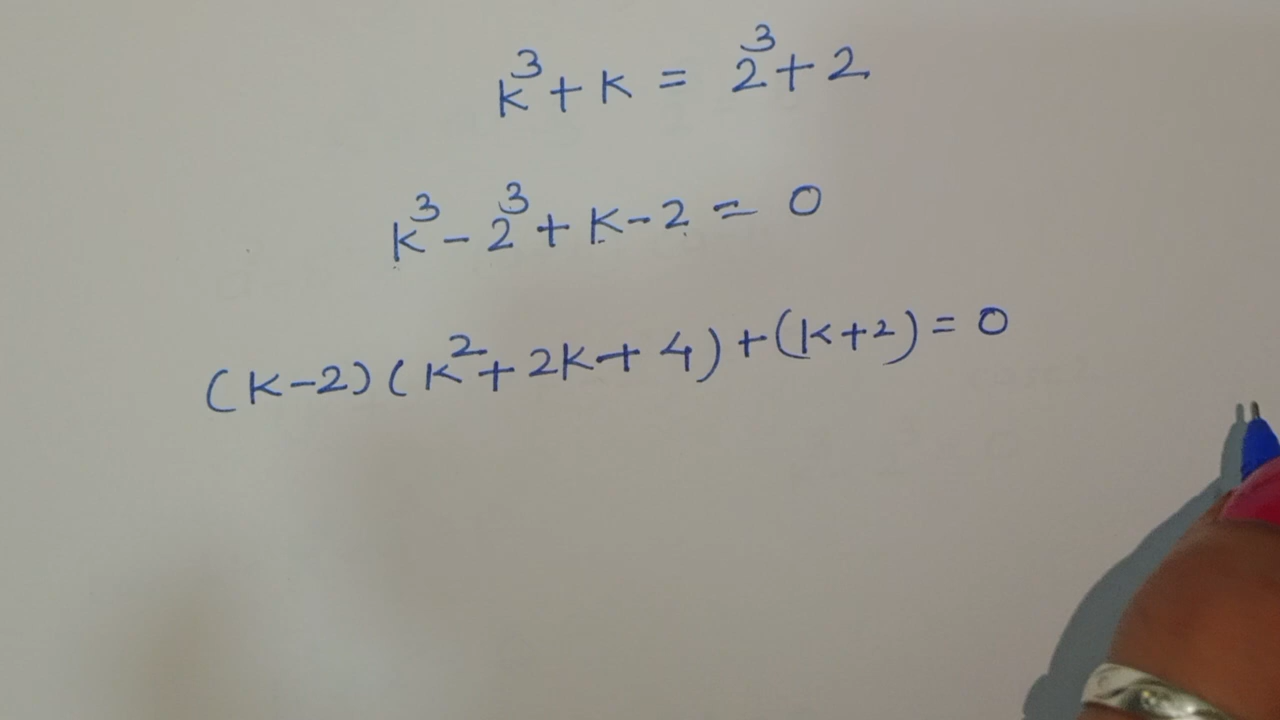 k³ + k = 2³ + 2
k³ - 2³ + k - 2 = 0
(k-2)(k² + 2k + 4) + (k+2) = 0